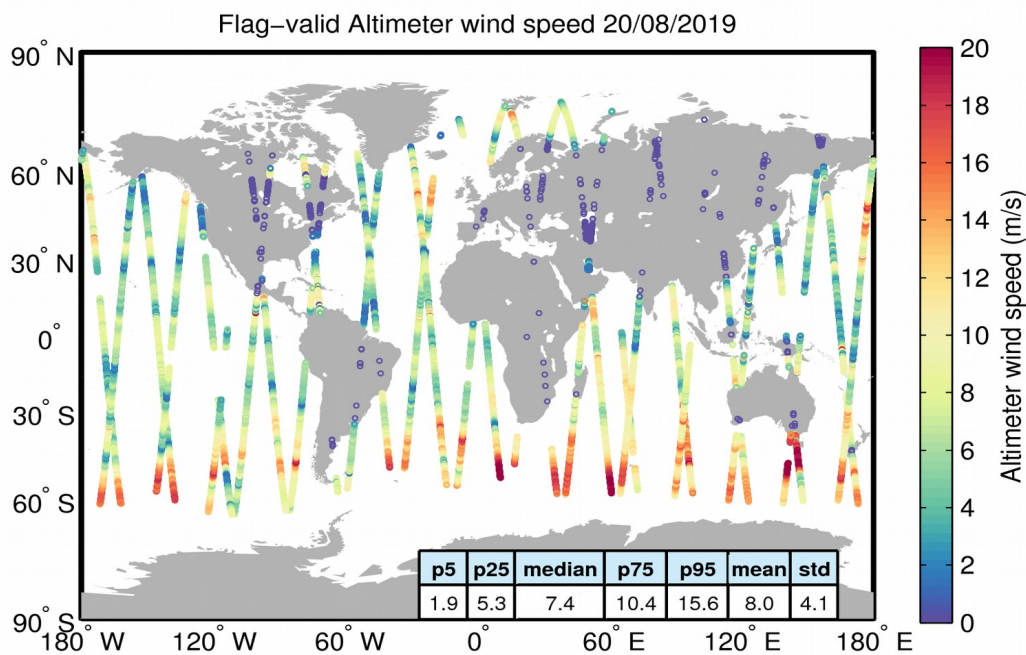 Flag-valid Altimeter wind speed 20/08/2019
90° N
60° N
30° N
0°
30° S
60° S
90° S
180° W
120° W
60° W
0°
60° E
120° E
180° E
p5 p25 median p75 p95 mean std
1.9 5.3 7.4 10.4 15.6 8.0 4.1
20
18
16
14
12
10
8
6
4
2
0
Altimeter wind speed (m/s)